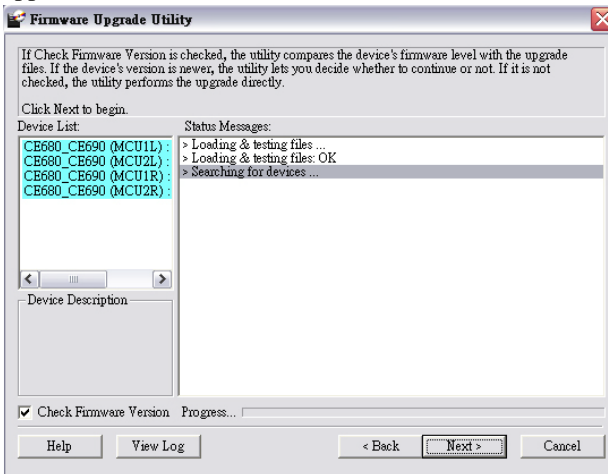 Firmware Upgrade Utility
If Check Firmware Version is checked, the utility compares the device's firmware level with the upgrade
files. If the device's version is newer, the utility lets you decide whether to continue or not. If it is not
checked, the utility performs the upgrade directly.
Click Next to begin.
Device List:
Status Messages:
CE680_CE690 (MCU1L) :
CE680_CE690 (MCU2L) :
CE680_CE690 (MCU1R) :
CE680_CE690 (MCU2R) :
> Loading & testing files ...
> Loading & testing files: OK
> Searching for devices ...
Device Description
Check Firmware Version
Progress...
Help
View Log
< Back
Next >
Cancel